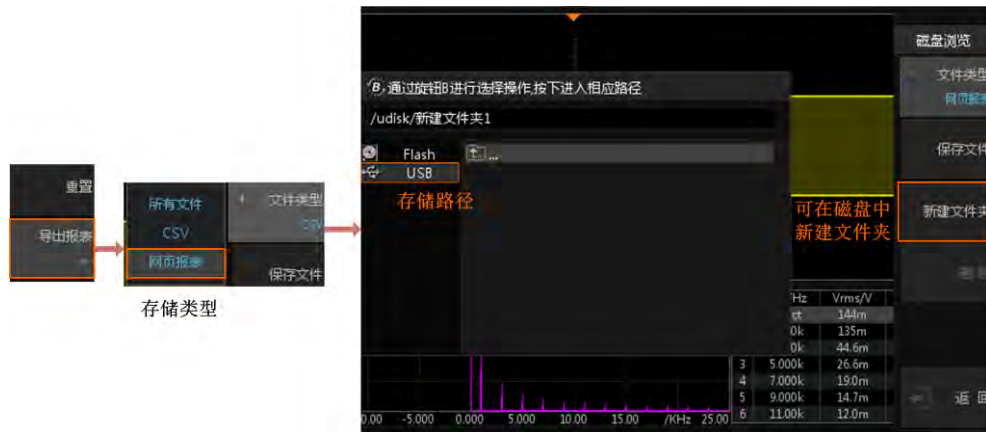 重置
导出报表
所有文件
CSV
网页报表
文件类型
CSV
保存文件
存储类型
B,通过旋钮B进行选择操作,按下进入相应路径
/udisk/新建文件夹1
Flash
USB
...
存储路径
可在磁盘中
新建文件夹
磁盘浏览
文件类型
网页报表
保存文件
新建文件夹
返回
Hz Vrms/V
ct 144m
0k 135m
0k 44.6m
3 5.000k 26.6m
4 7.000k 19.0m
5 9.000k 14.7m
6 11.00k 12.0m
0.00 -5.000 0.000 5.000 10.00 15.00 /KHz 25.00